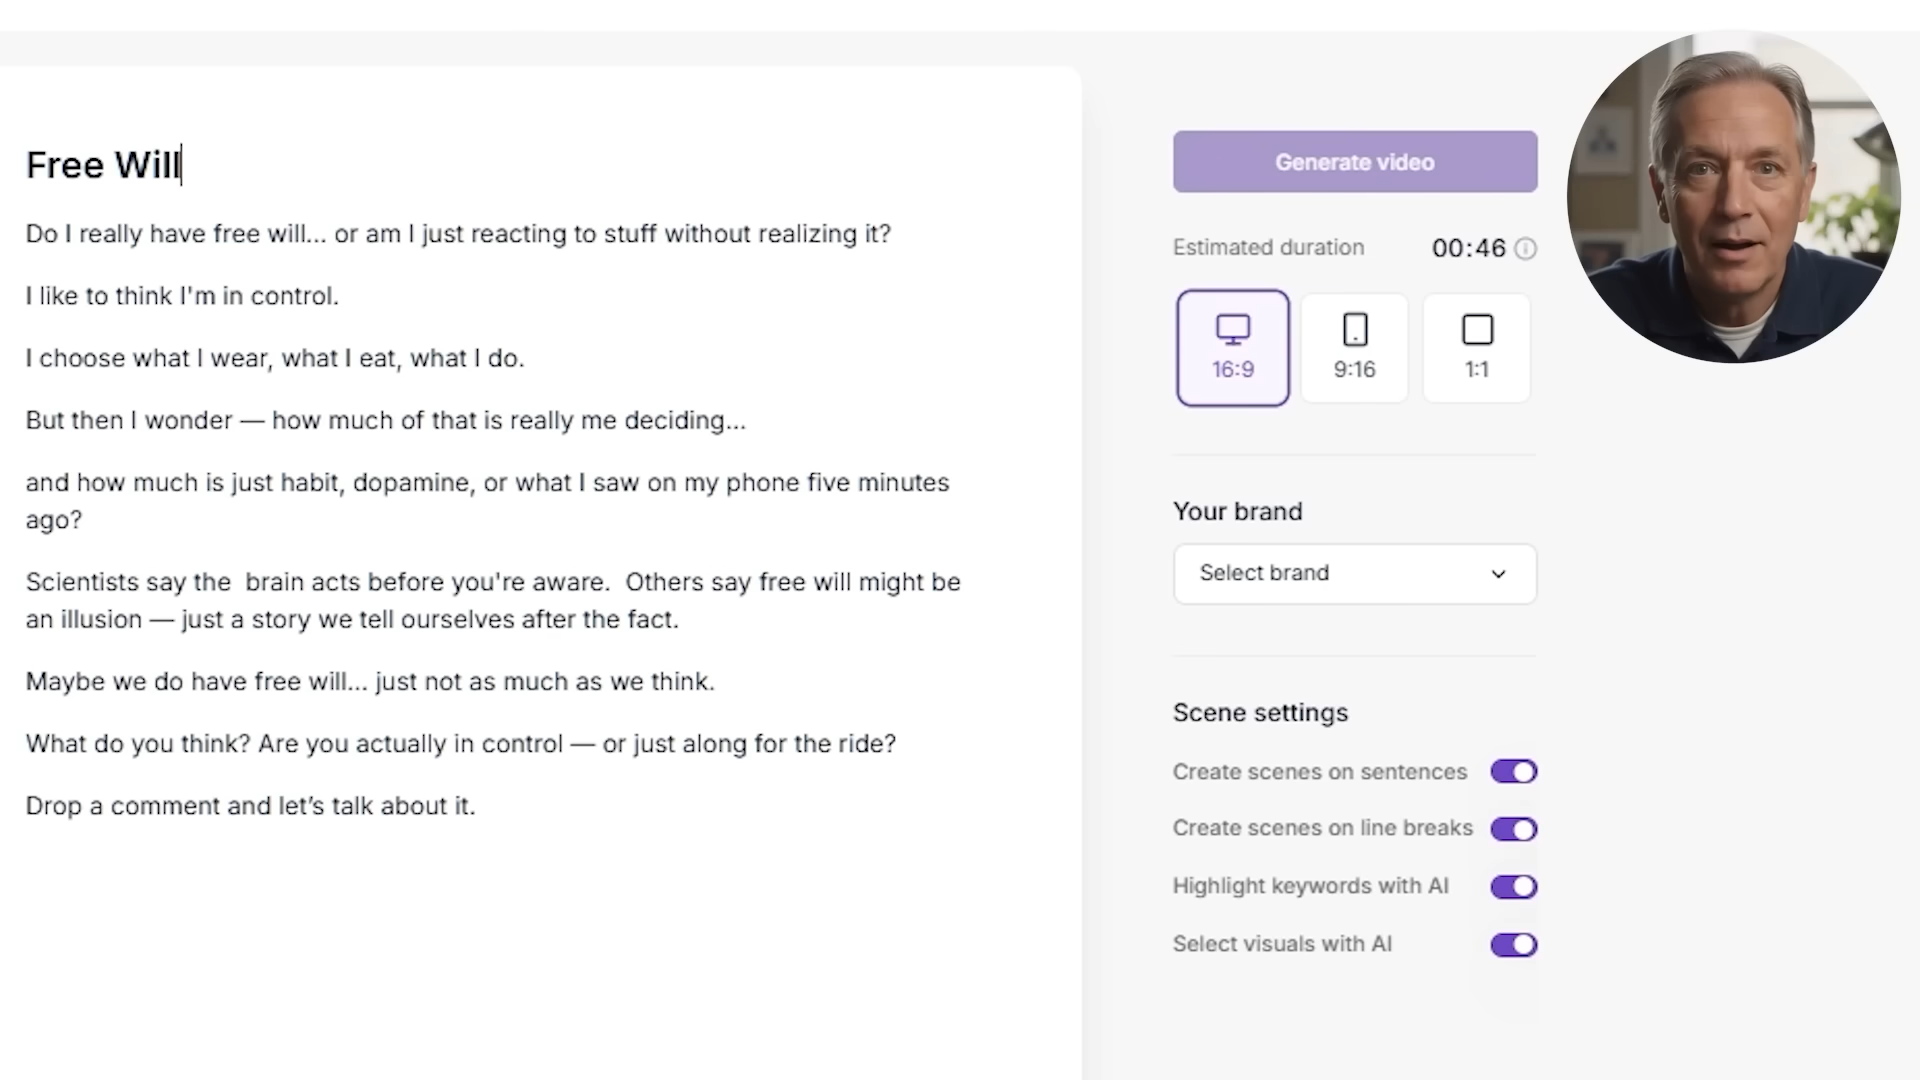 Free Will
Do I really have free will... or am I just reacting to stuff without realizing it?
I like to think I'm in control.
I choose what I wear, what I eat, what I do.
But then I wonder — how much of that is really me deciding...
and how much is just habit, dopamine, or what I saw on my phone five minutes
ago?
Scientists say the  brain acts before you're aware.  Others say free will might be
an illusion — just a story we tell ourselves after the fact.
Maybe we do have free will... just not as much as we think.
What do you think? Are you actually in control — or just along for the ride?
Drop a comment and let’s talk about it.
Generate video
Estimated duration 00:46
16:9 9:16 1:1
Your brand
Select brand
Scene settings
Create scenes on sentences
Create scenes on line breaks
Highlight keywords with AI
Select visuals with AI